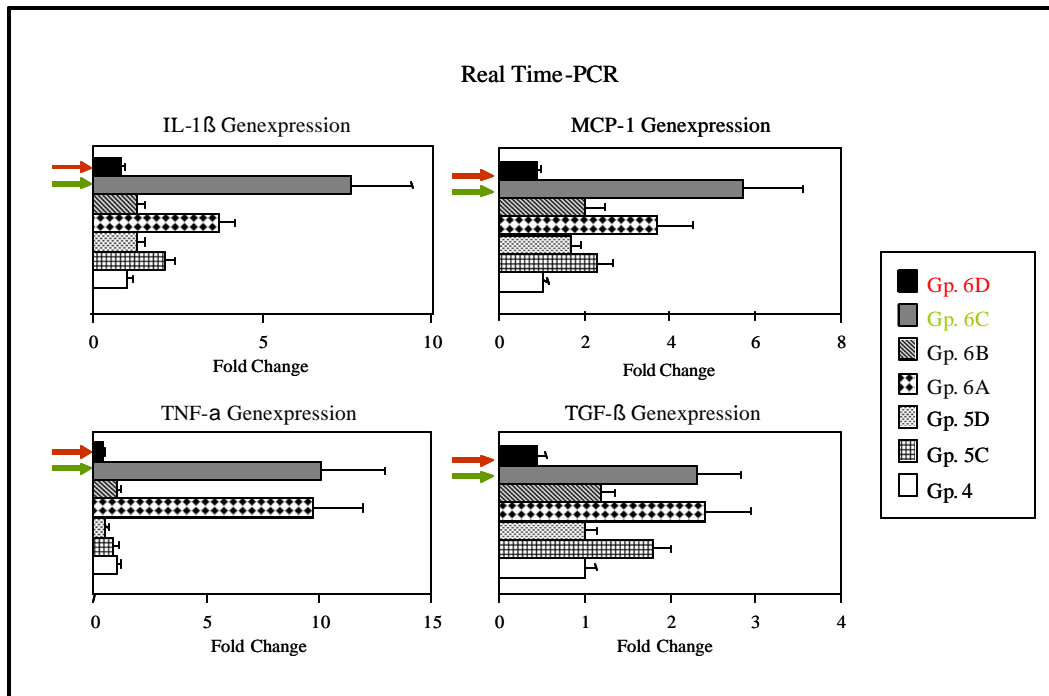 Real Time-PCR
IL-1ß Genexpression
0 5 10
Fold Change
MCP-1 Genexpression
0 2 4 6 8
Fold Change
TNF-a Genexpression
0 5 10 15
Fold Change
TGF-ß Genexpression
0 1 2 3 4
Fold Change
Gp. 6D
Gp. 6C
Gp. 6B
Gp. 6A
Gp. 5D
Gp. 5C
Gp. 4